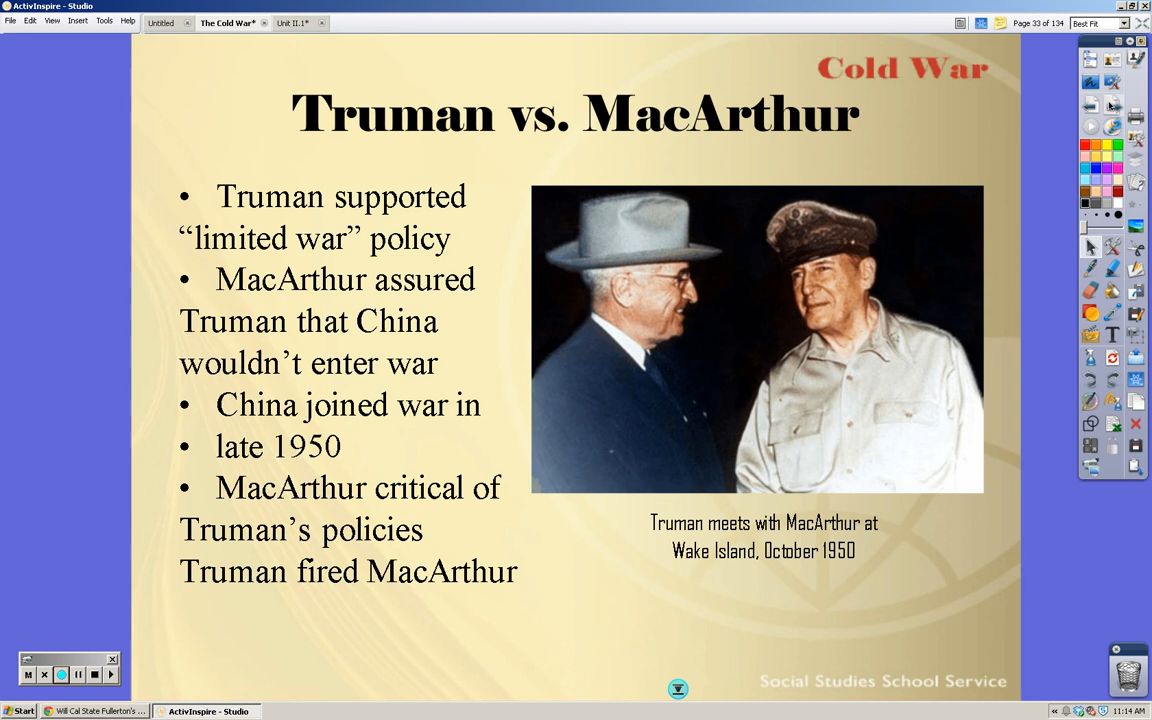 ActivInspire - Studio
File Edit View Insert Tools Help
Untitled
The Cold War*
Unit II.1*
Page 33 of 134
Best Fit
Cold War
Truman vs. MacArthur
• Truman supported
“limited war” policy
• MacArthur assured
Truman that China
wouldn’t enter war
• China joined war in
• late 1950
• MacArthur critical of
Truman’s policies
Truman fired MacArthur
Truman meets with MacArthur at
Wake Island, October 1950
Social Studies School Service
M
T
Start
Will Cal State Fullerton's ...
ActivInspire - Studio
11:14 AM